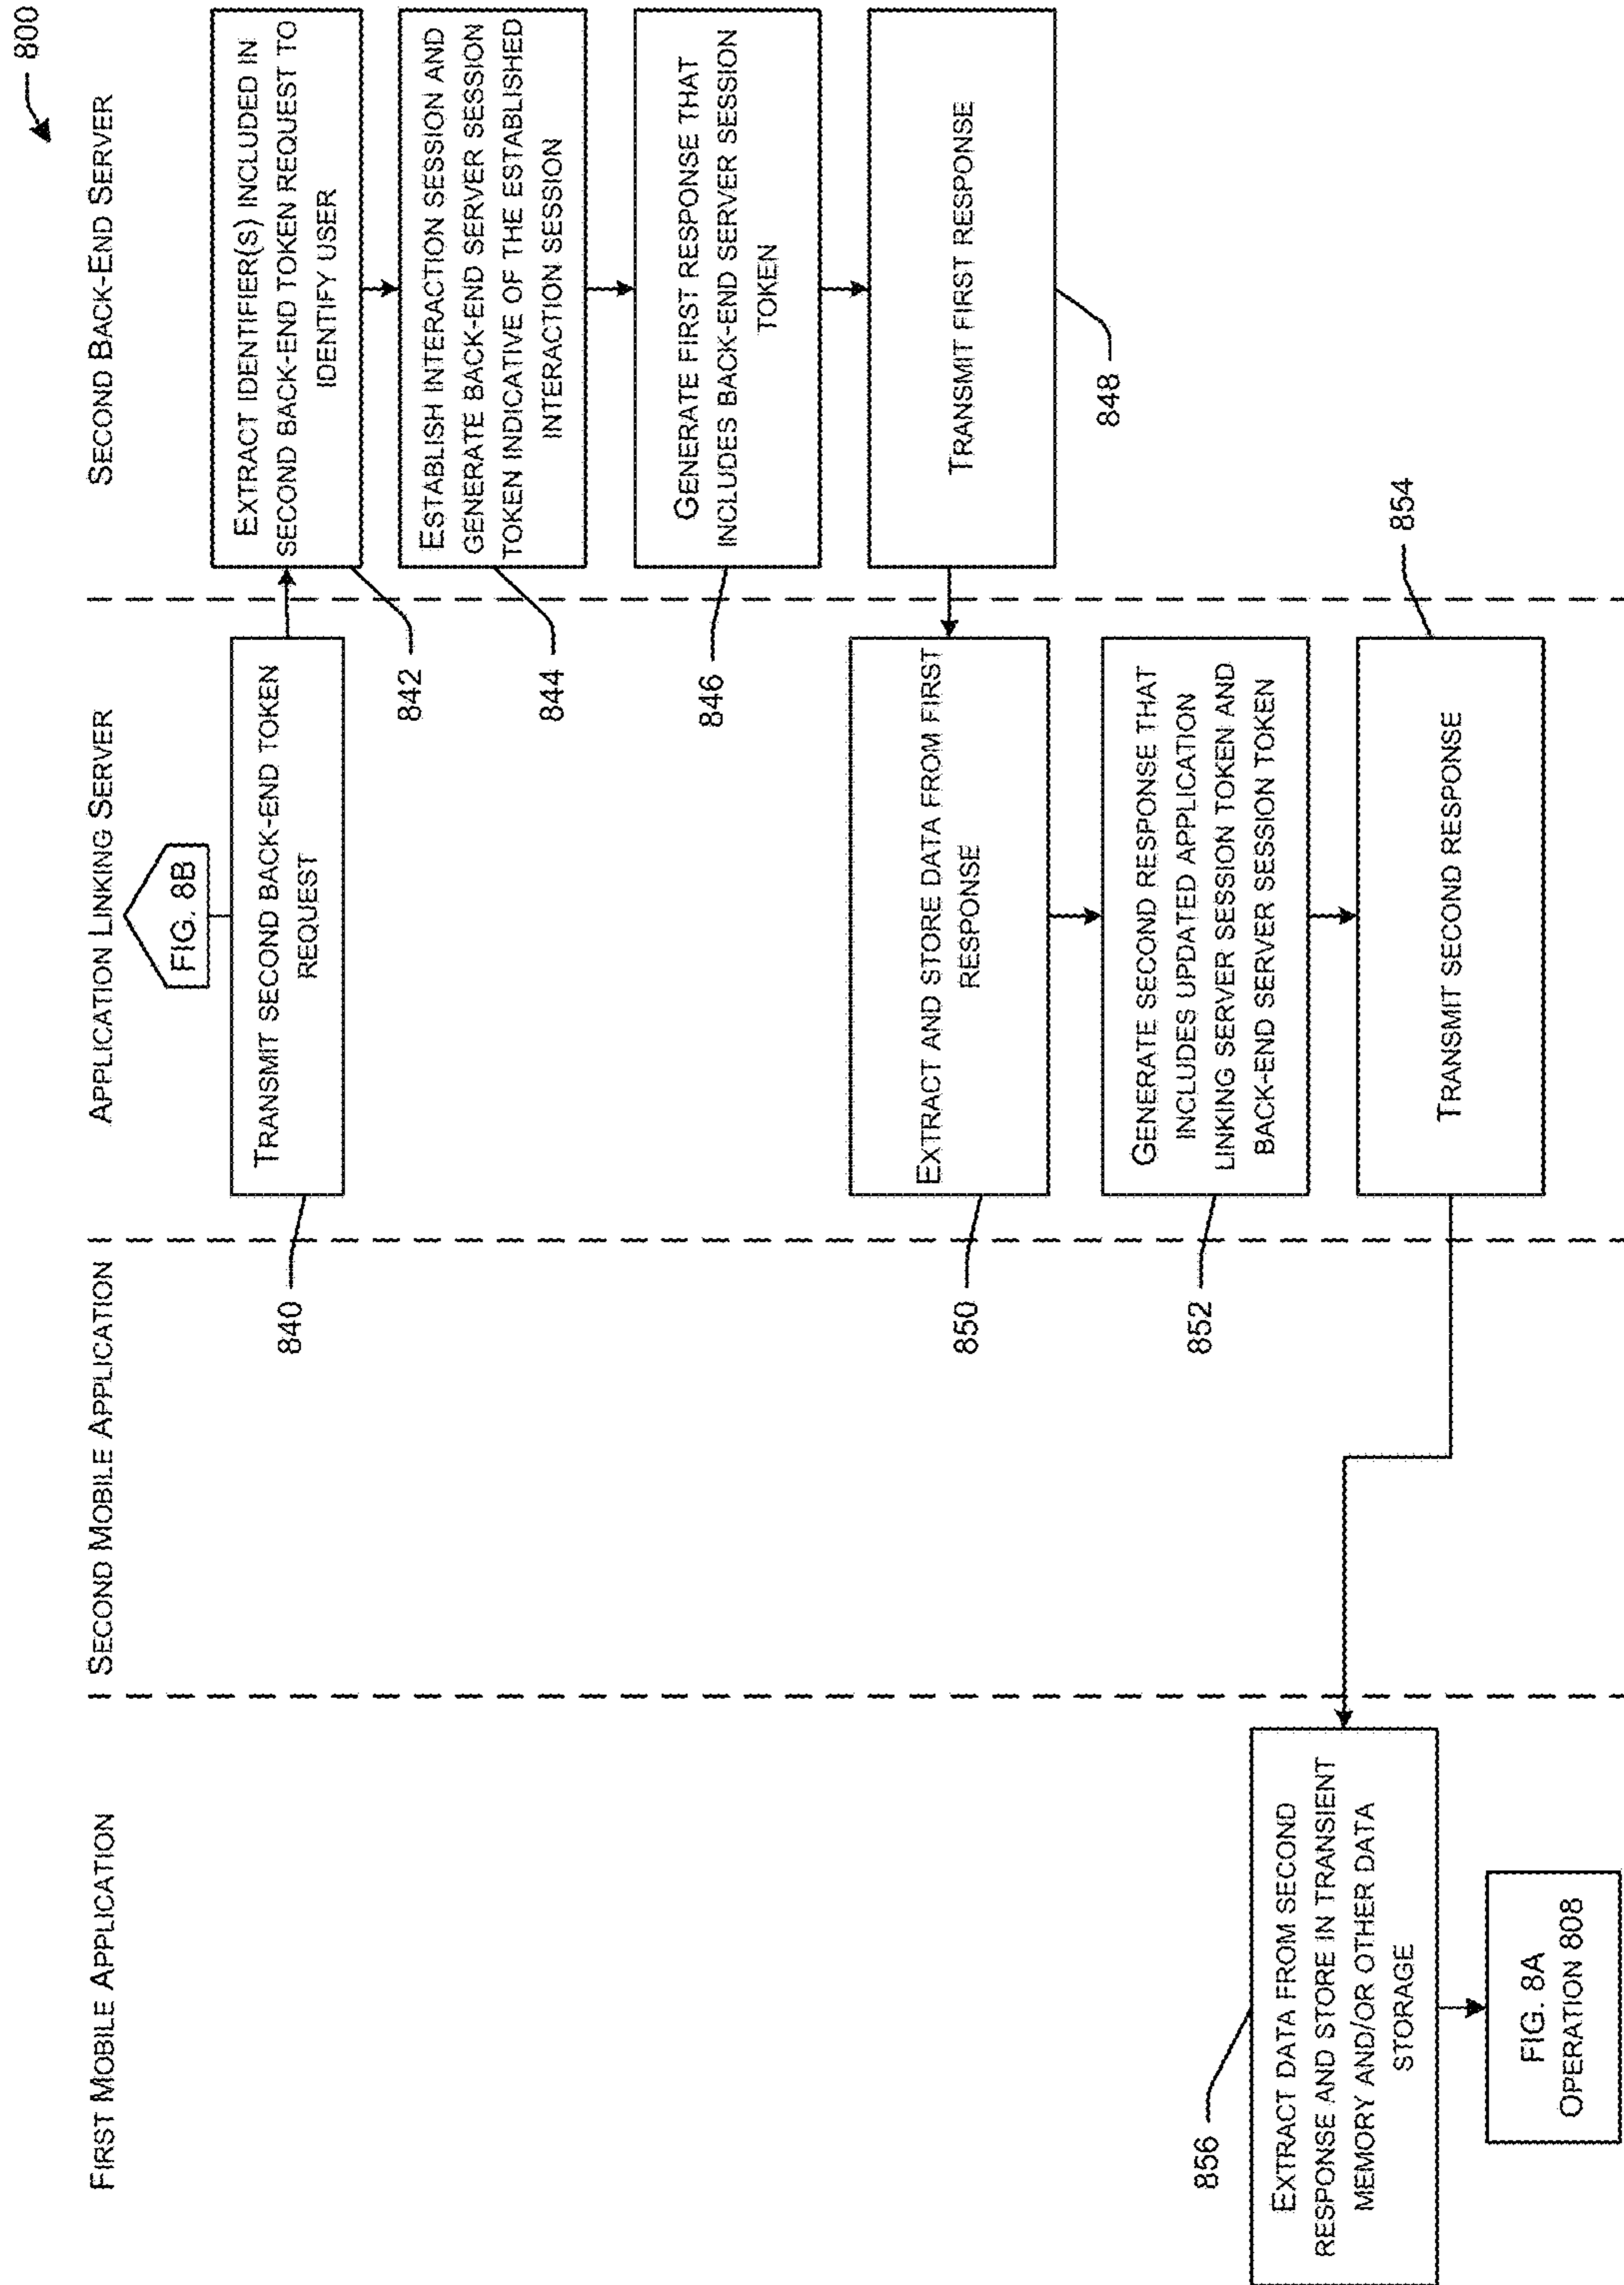 800
FIRST MOBILE APPLICATION
SECOND MOBILE APPLICATION
APPLICATION LINKING SERVER
SECOND BACK-END SERVER
FIG. 8B
TRANSMIT SECOND BACK-END TOKEN
REQUEST
840
EXTRACT IDENTIFIER(S) INCLUDED IN
SECOND BACK-END TOKEN REQUEST TO
IDENTIFY USER
842
ESTABLISH INTERACTION SESSION AND
GENERATE BACK-END SERVER SESSION
TOKEN INDICATIVE OF THE ESTABLISHED
INTERACTION SESSION
844
GENERATE FIRST RESPONSE THAT
INCLUDES BACK-END SERVER SESSION
TOKEN
846
TRANSMIT FIRST RESPONSE
848
EXTRACT AND STORE DATA FROM FIRST
RESPONSE
850
GENERATE SECOND RESPONSE THAT
INCLUDES UPDATED APPLICATION
LINKING SERVER SESSION TOKEN AND
BACK-END SERVER SESSION TOKEN
852
TRANSMIT SECOND RESPONSE
854
EXTRACT DATA FROM SECOND
RESPONSE AND STORE IN TRANSIENT
MEMORY AND/OR OTHER DATA
STORAGE
856
FIG. 8A
OPERATION 808